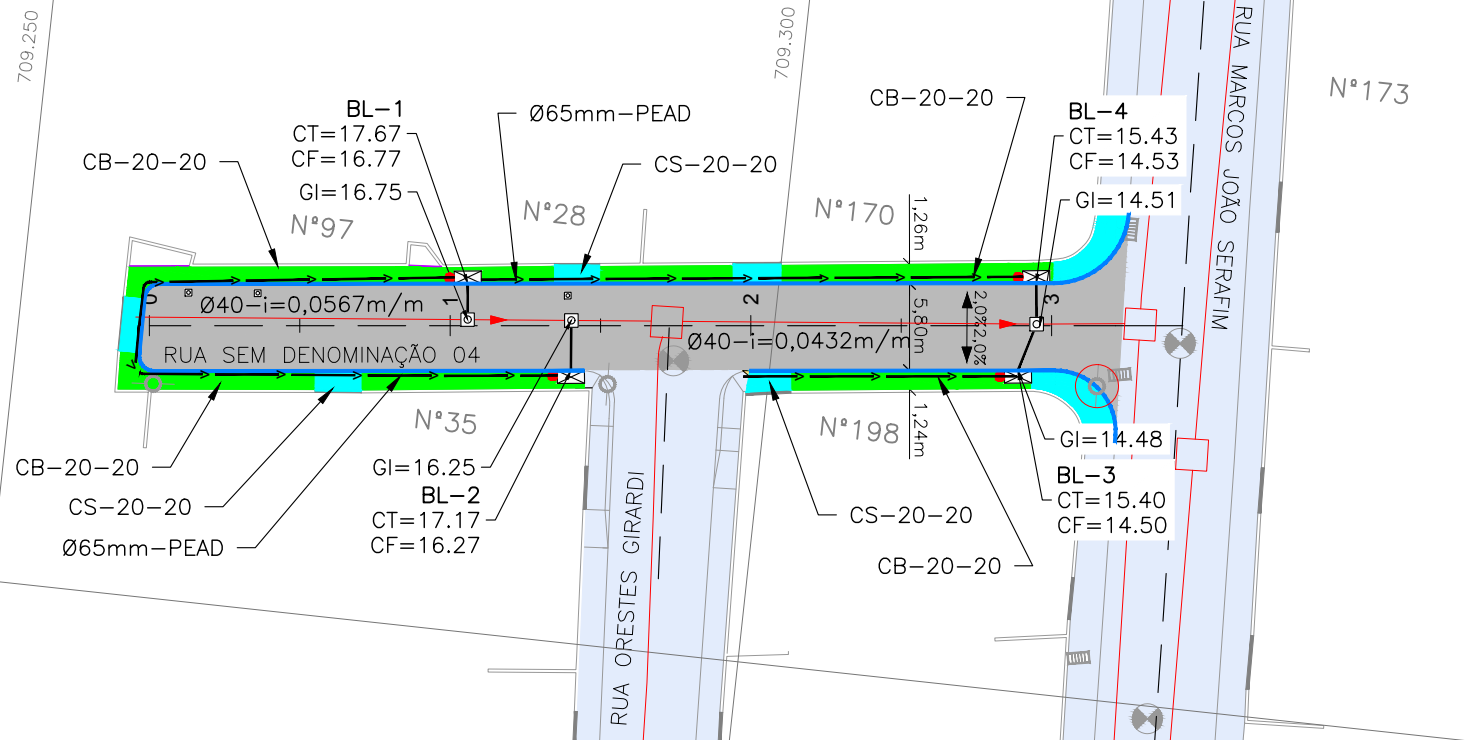 709.250
709.300
RUA MARCOS JOÃO SERAFIM
Nº173
BL-1
CT=17.67
CF=16.77
GI=16.75
Ø65mm-PEAD
CS-20-20
CB-20-20
CB-20-20
BL-4
CT=15.43
CF=14.53
GI=14.51
Nº97
Nº28
Nº170
1,26m
0
1
2
3
Ø40-i=0,0567m/m
Ø40-i=0,0432m/m
5,80m
2,0%
2,0%
RUA SEM DENOMINAÇÃO 04
Nº35
Nº198
1,24m
CB-20-20
CS-20-20
Ø65mm-PEAD
GI=16.25
BL-2
CT=17.17
CF=16.27
RUA ORESTES GIRARDI
CS-20-20
CB-20-20
GI=14.48
BL-3
CT=15.40
CF=14.50